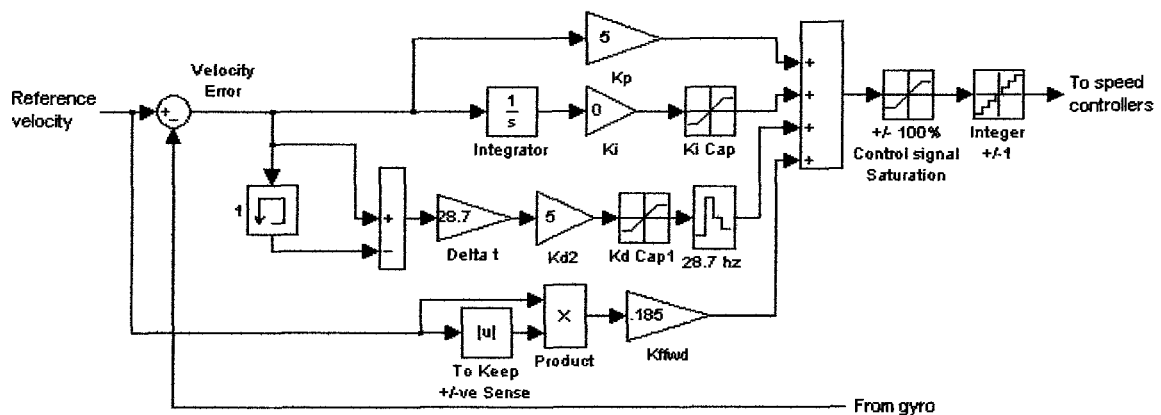 5
Kp
+
Velocity
Error
Reference
velocity
+
−
1
s
Integrator
0
Ki
Ki Cap
+
To speed
controllers
+/- 100%
Control signal
Saturation
Integer
+/-1
+
1
+
−
28.7
Delta t
5
Kd2
Kd Cap1
28.7 hz
+
|u|
To Keep
+/-ve Sense
×
Product
.185
Kffwd
From gyro